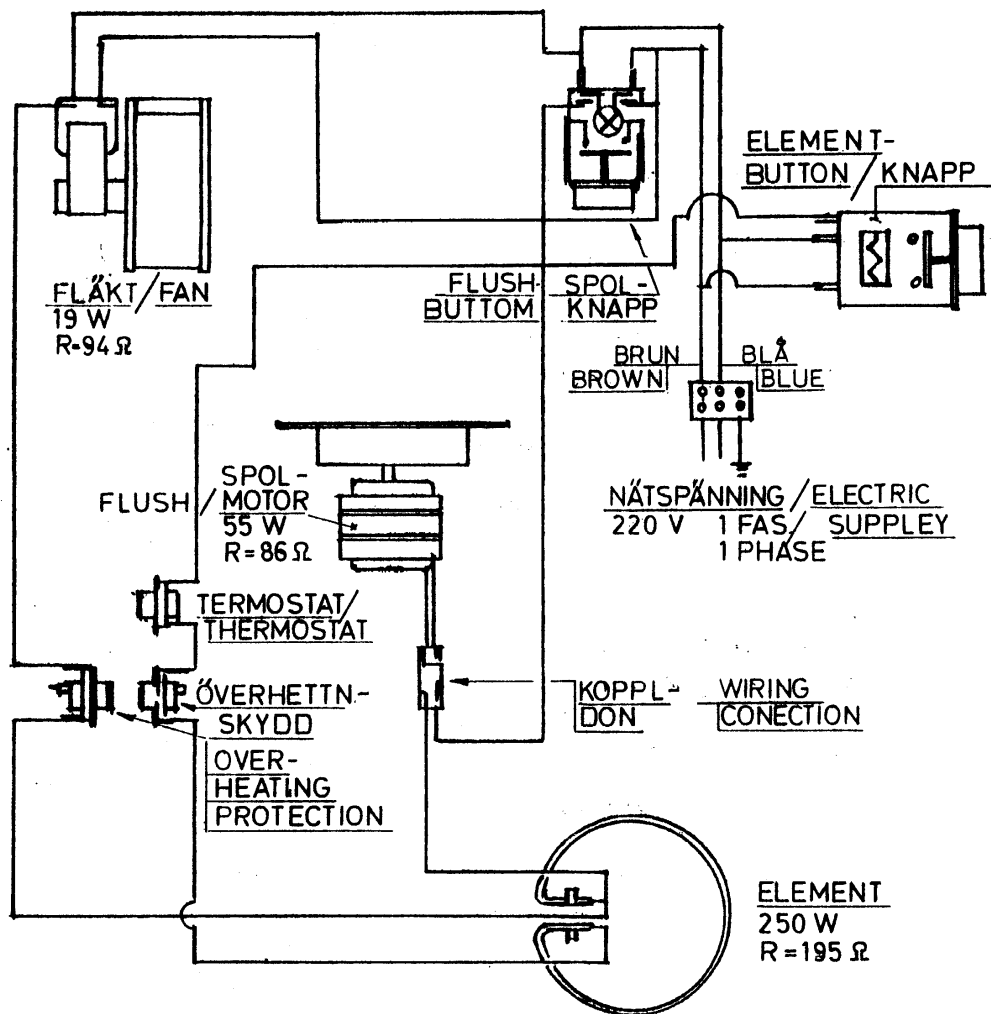 ELEMENT-
BUTTON / KNAPP
FLÄKT / FAN
19 W
R=94 Ω
FLUSH- SPOL-
BUTTOM KNAPP
BRUN BLÅ
BROWN BLUE
SPOL-
FLUSH / MOTOR
55 W
R=86 Ω
NÄTSPÄNNING / ELECTRIC
220 V 1 FAS / SUPPLEY
1 PHASE
TERMOSTAT /
THERMOSTAT
ÖVERHETTN-
SKYDD
OVER-
HEATING
PROTECTION
KOPPL- WIRING
DON CONECTION
ELEMENT
250 W
R=195 Ω